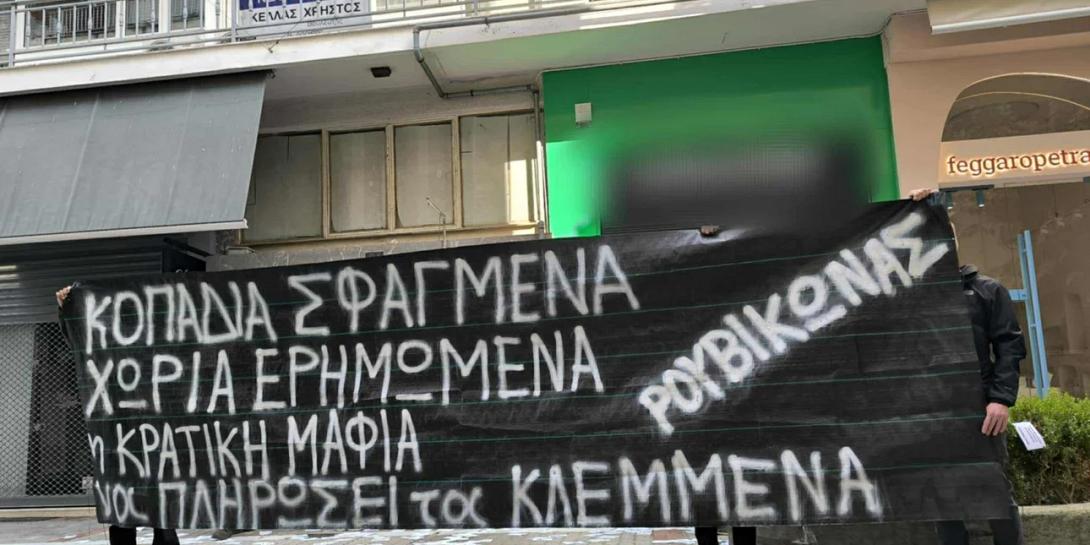 ΚΕΛΛΑΣ ΧΡΗΣΤΟΣ
feggaropetra
ΚΟΠΑΔΙΑ ΣΦΑΓΜΕΝΑ
ΧΩΡΙΑ ΕΡΗΜΩΜΕΝΑ
η ΚΡΑΤΙΚΗ ΜΑΦΙΑ
να ΠΛΗΡΩΣΕΙ τα ΚΛΕΜΜΕΝΑ
ΡΟΥΒΙΚΩΝΑΣ